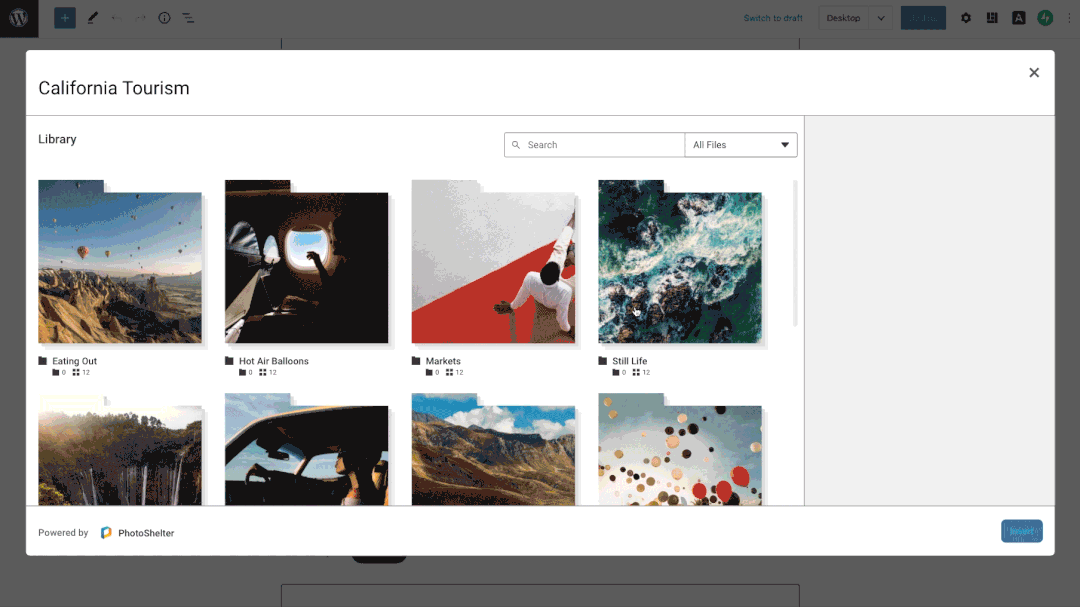 Switch to draft
Desktop
A
California Tourism
Library
Search
All Files
Eating Out
0 12
Hot Air Balloons
0 12
Markets
0 12
Still Life
0 12
Powered by PhotoShelter